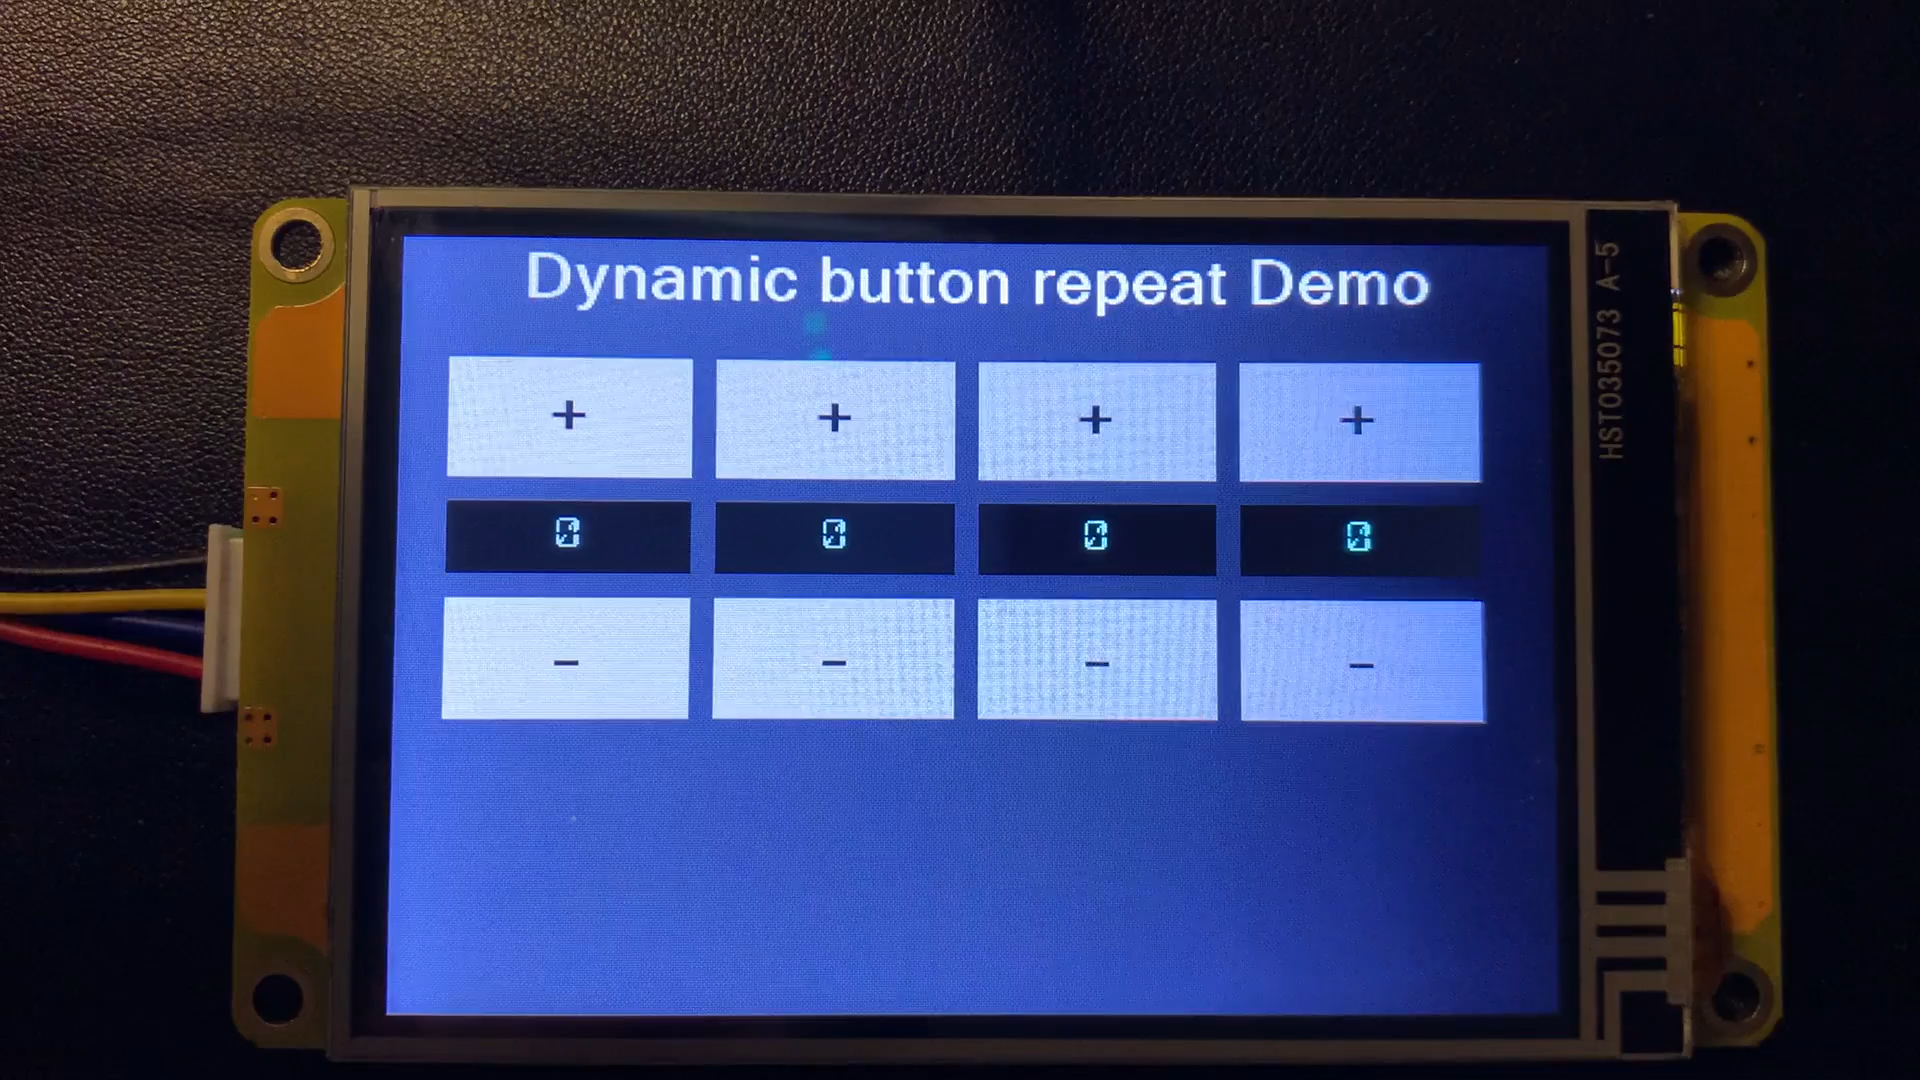 Dynamic button repeat Demo
+ + + +
0 0 0 0
- - - -
HST035073 A-5